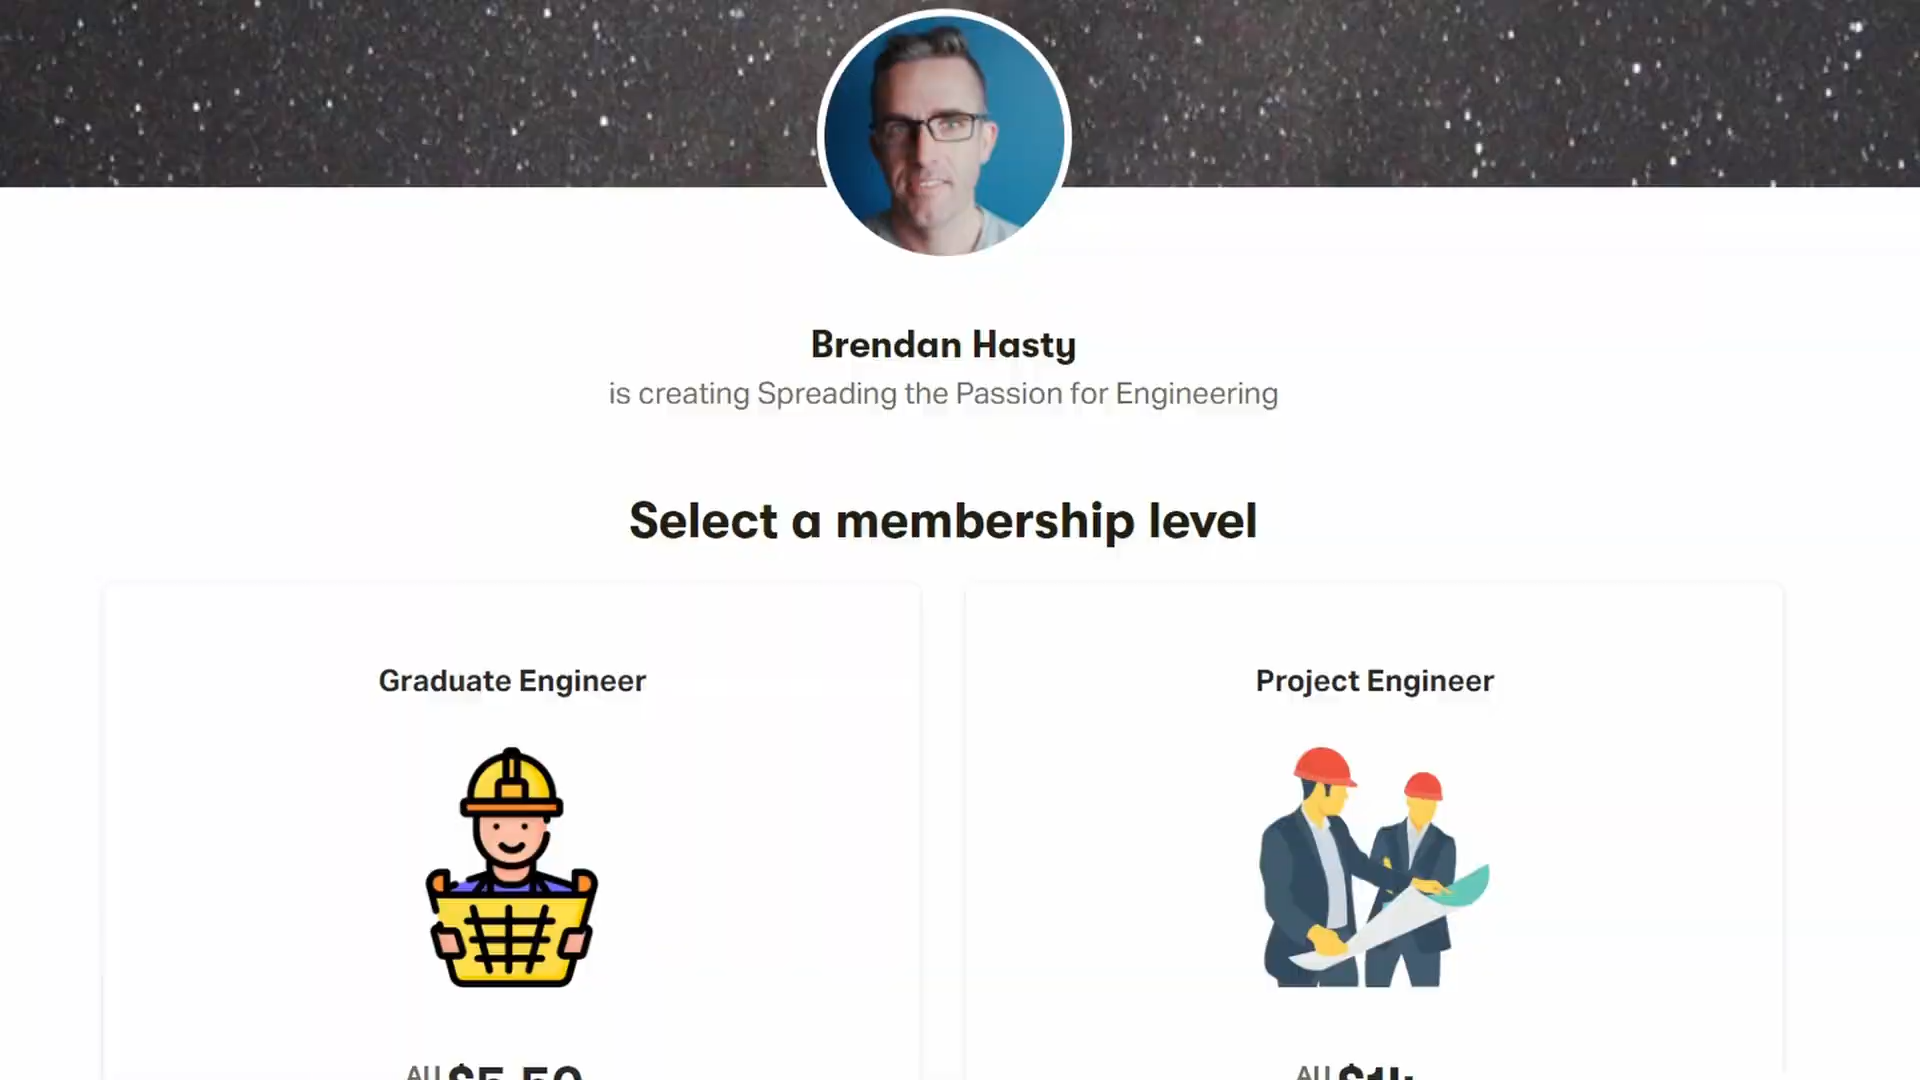 Brendan Hasty
is creating Spreading the Passion for Engineering
Select a membership level
Graduate Engineer
Project Engineer